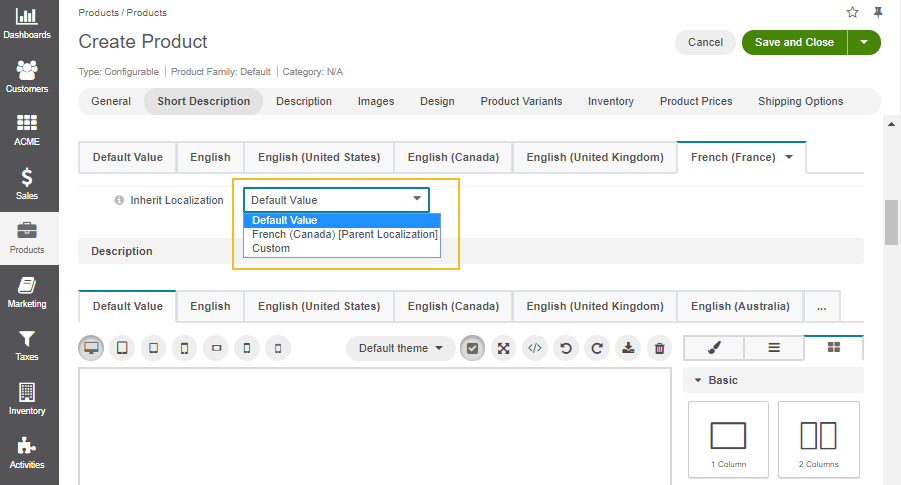 Dashboards
Customers
ACME
Sales
Products
Marketing
Taxes
Inventory
Activities
Products / Products
Create Product
Cancel
Save and Close
Type: Configurable | Product Family: Default | Category: N/A
General
Short Description
Description
Images
Design
Product Variants
Inventory
Product Prices
Shipping Options
Default Value
English
English (United States)
English (Canada)
English (United Kingdom)
French (France)
Inherit Localization
Default Value
Default Value
French (Canada) [Parent Localization]
Custom
Description
Default Value
English
English (United States)
English (Canada)
English (United Kingdom)
English (Australia)
...
Default theme
Basic
1 Column
2 Columns